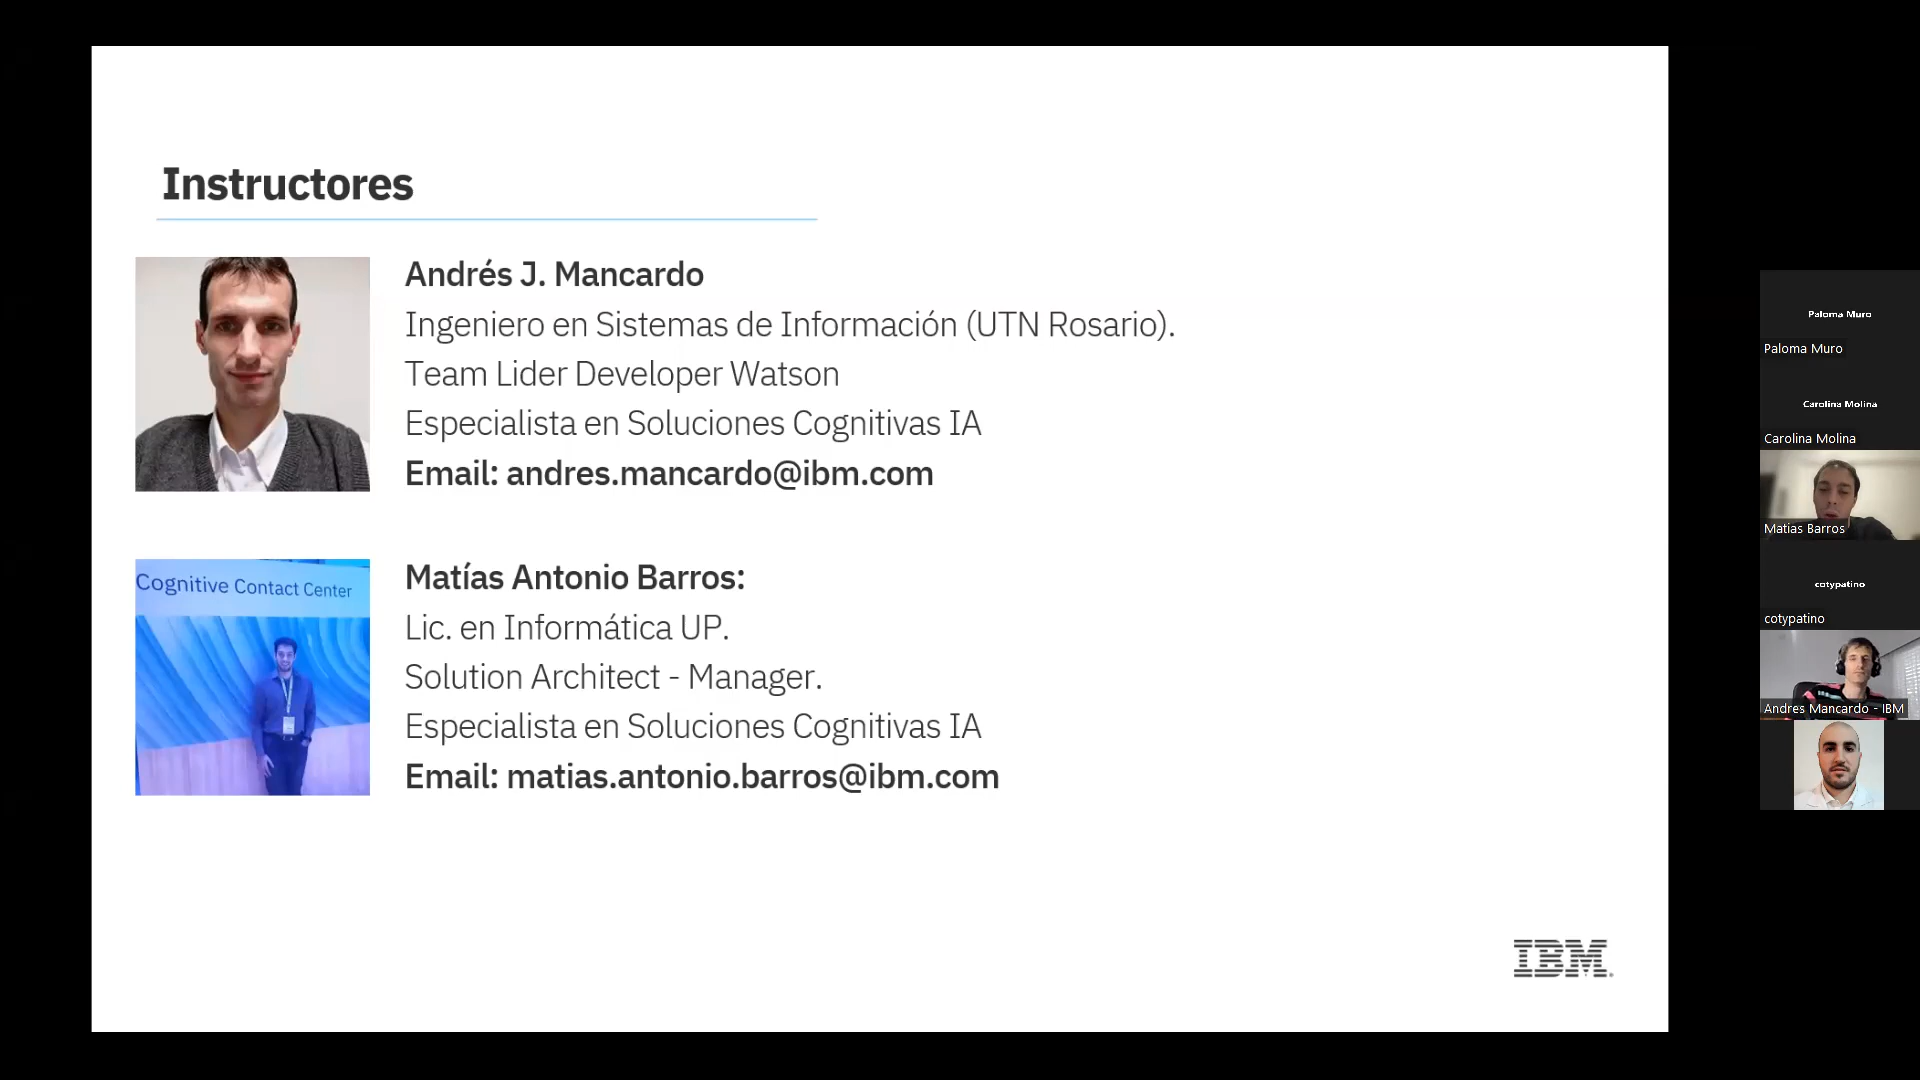 Instructores
Andrés J. Mancardo
Ingeniero en Sistemas de Información (UTN Rosario).
Team Lider Developer Watson
Especialista en Soluciones Cognitivas IA
Email: andres.mancardo@ibm.com
Cognitive Contact Center
Matías Antonio Barros:
Lic. en Informática UP.
Solution Architect - Manager.
Especialista en Soluciones Cognitivas IA
Email: matias.antonio.barros@ibm.com
IBM
Paloma Muro
Paloma Muro
Carolina Molina
Carolina Molina
Matias Barros
cotypatino
cotypatino
Andres Mancardo - IBM